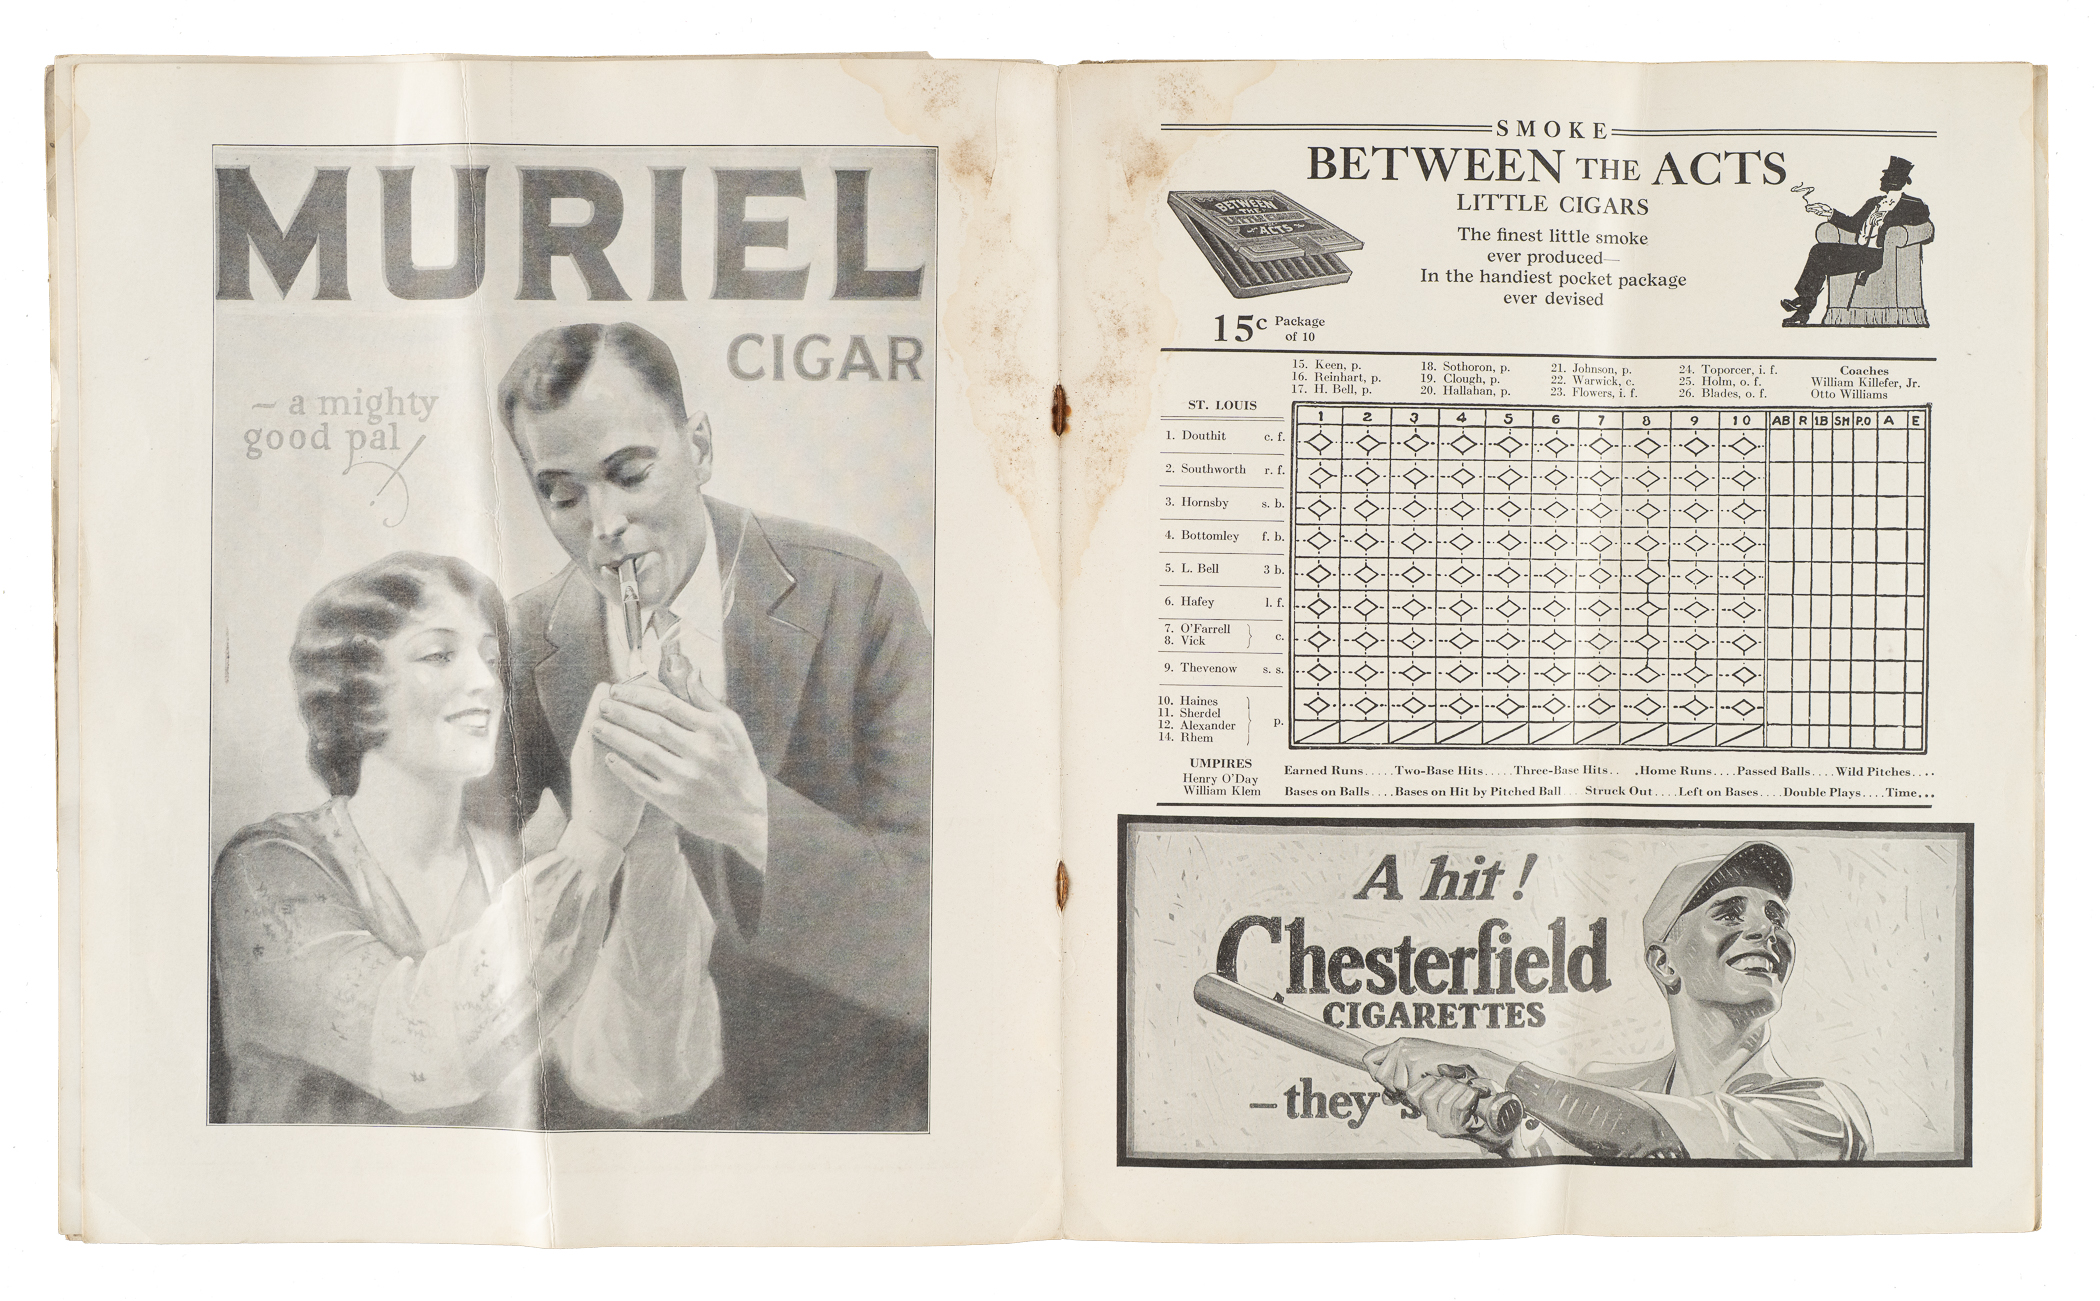 MURIEL
CIGAR
– a mighty
good pal
SMOKE
BETWEEN THE ACTS
LITTLE CIGARS
The finest little smoke
ever produced—
In the handiest pocket package
ever devised
BETWEEN
THE
ACTS
15c Package
of 10
15. Keen, p.
16. Reinhart, p.
17. H. Bell, p.
18. Sothoron, p.
19. Clough, p.
20. Hallahan, p.
21. Johnson, p.
22. Warwick, c.
23. Flowers, i. f.
24. Toporcer, i. f.
25. Holm, o. f.
26. Blades, o. f.
Coaches
William Killefer, Jr.
Otto Williams
ST. LOUIS
1 2 3 4 5 6 7 8 9 10 AB R 1B SH P.O A E
1. Douthit c. f.
2. Southworth r. f.
3. Hornsby s. b.
4. Bottomley f. b.
5. L. Bell 3 b.
6. Hafey l. f.
7. O'Farrell
8. Vick c.
9. Thevenow s. s.
10. Haines
11. Sherdel
12. Alexander p.
14. Rhem
UMPIRES
Henry O'Day
William Klem
Earned Runs.....Two-Base Hits.....Three-Base Hits.. .Home Runs....Passed Balls....Wild Pitches....
Bases on Balls....Bases on Hit by Pitched Ball... Struck Out....Left on Bases....Double Plays....Time...
A hit!
Chesterfield
CIGARETTES
– they's